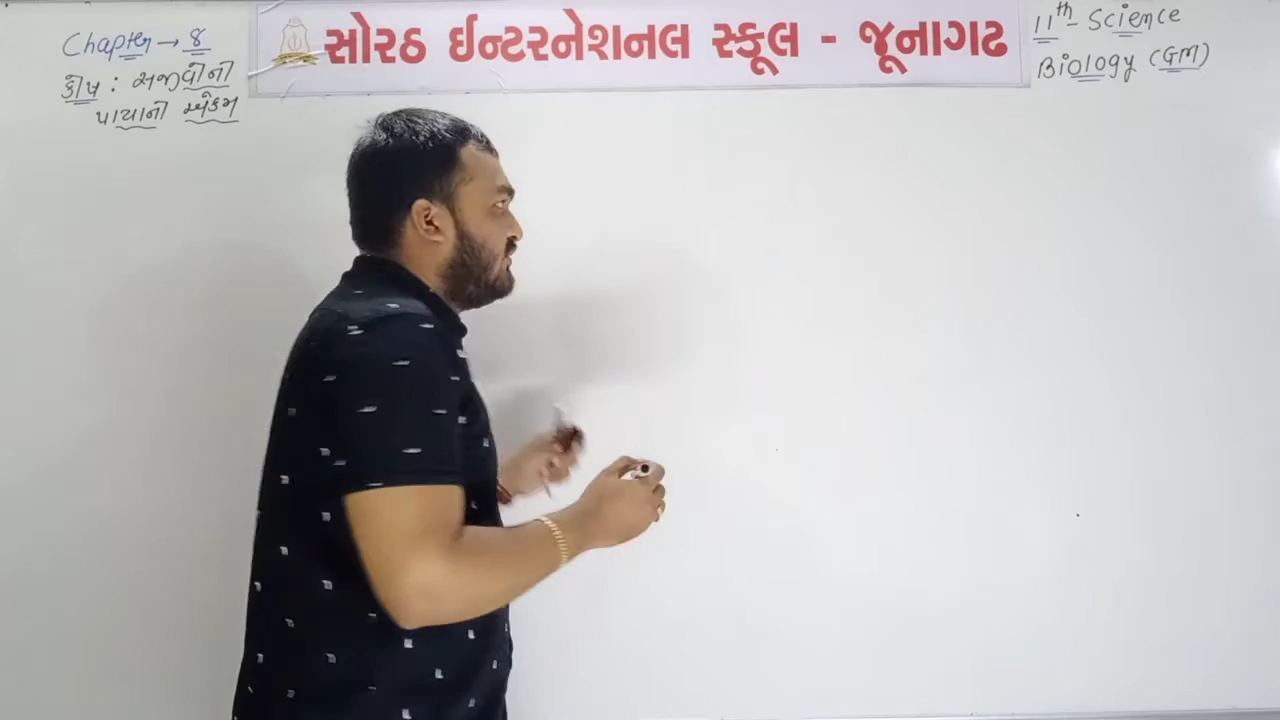 Chapter → 8
કોષ : સજીવોનો
પાયાનો એકમ
સોરઠ ઈન્ટરનેશનલ સ્કૂલ - જૂનાગઢ
11th Science
Biology (GM)